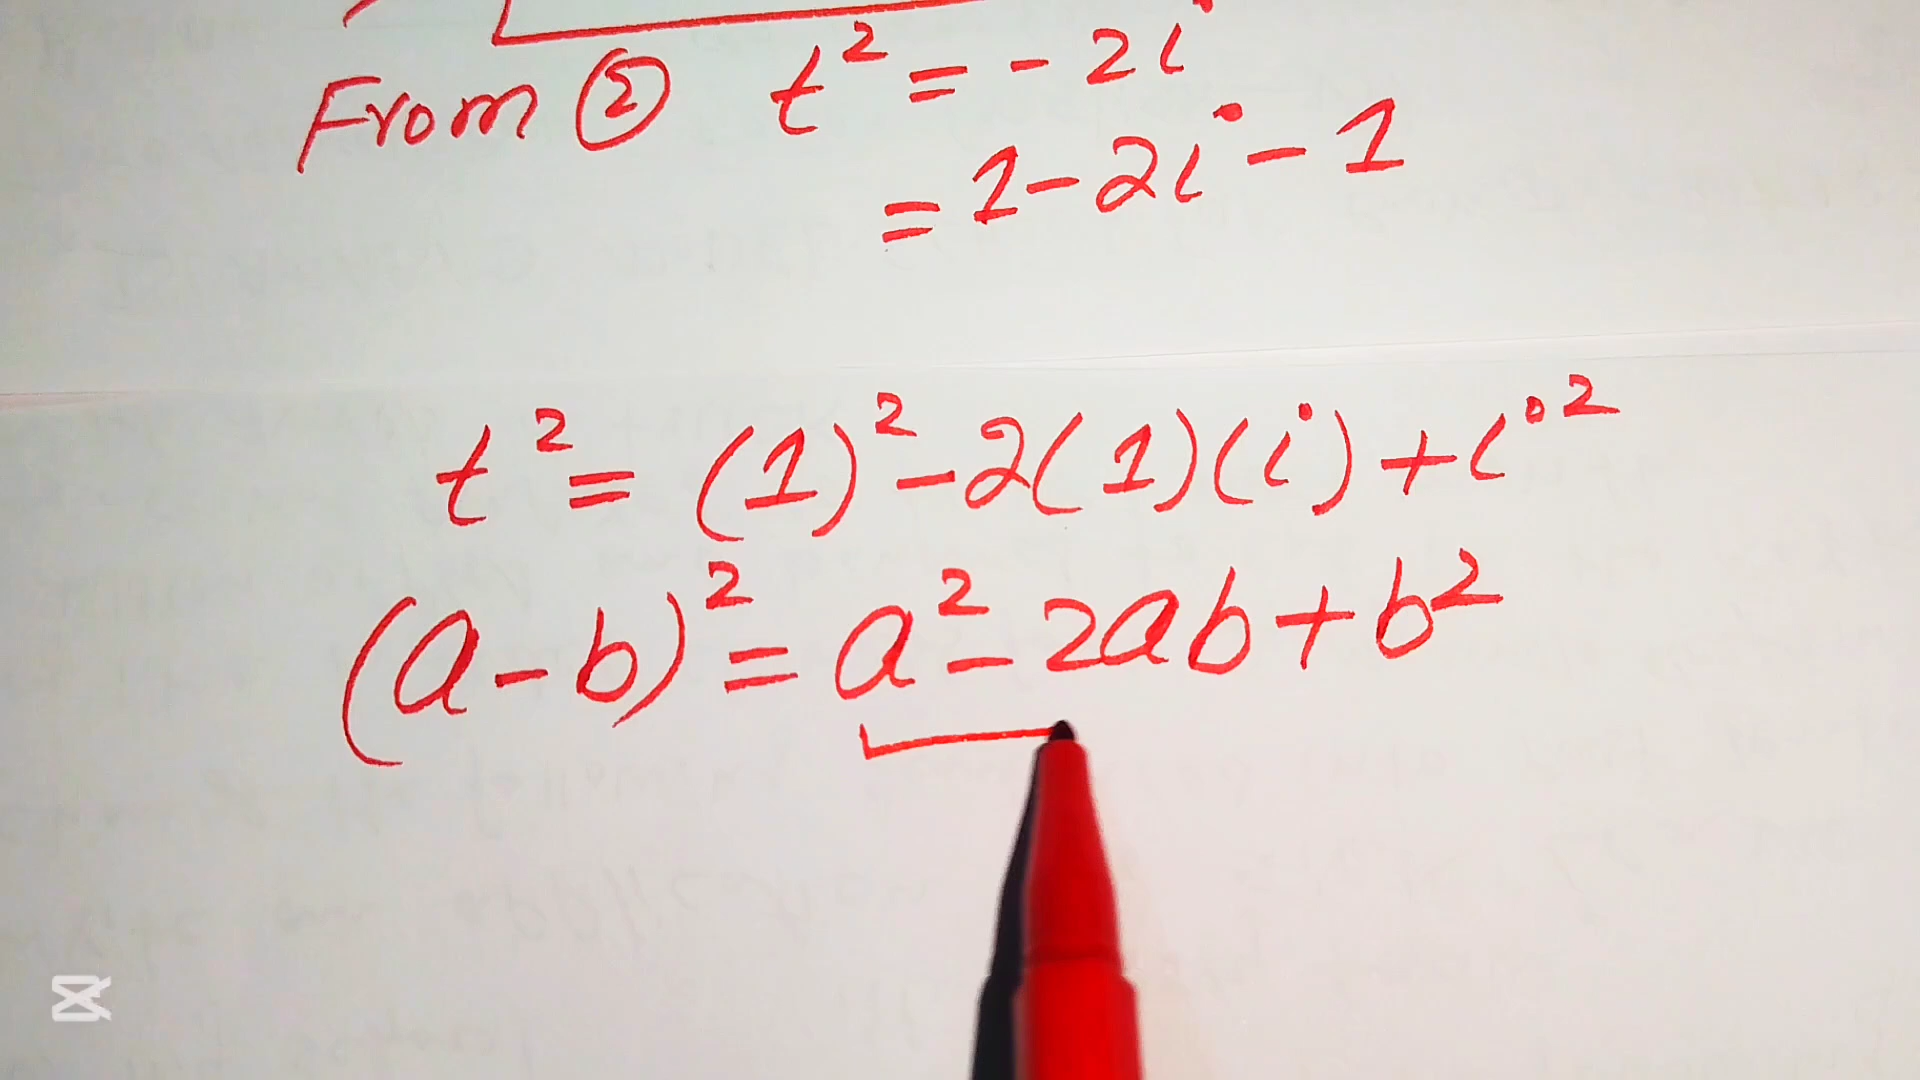 From ② t² = - 2i
= 1 - 2i - 1
t² = (1)² - 2(1)(i) + i²
(a - b)² = a² - 2ab + b²